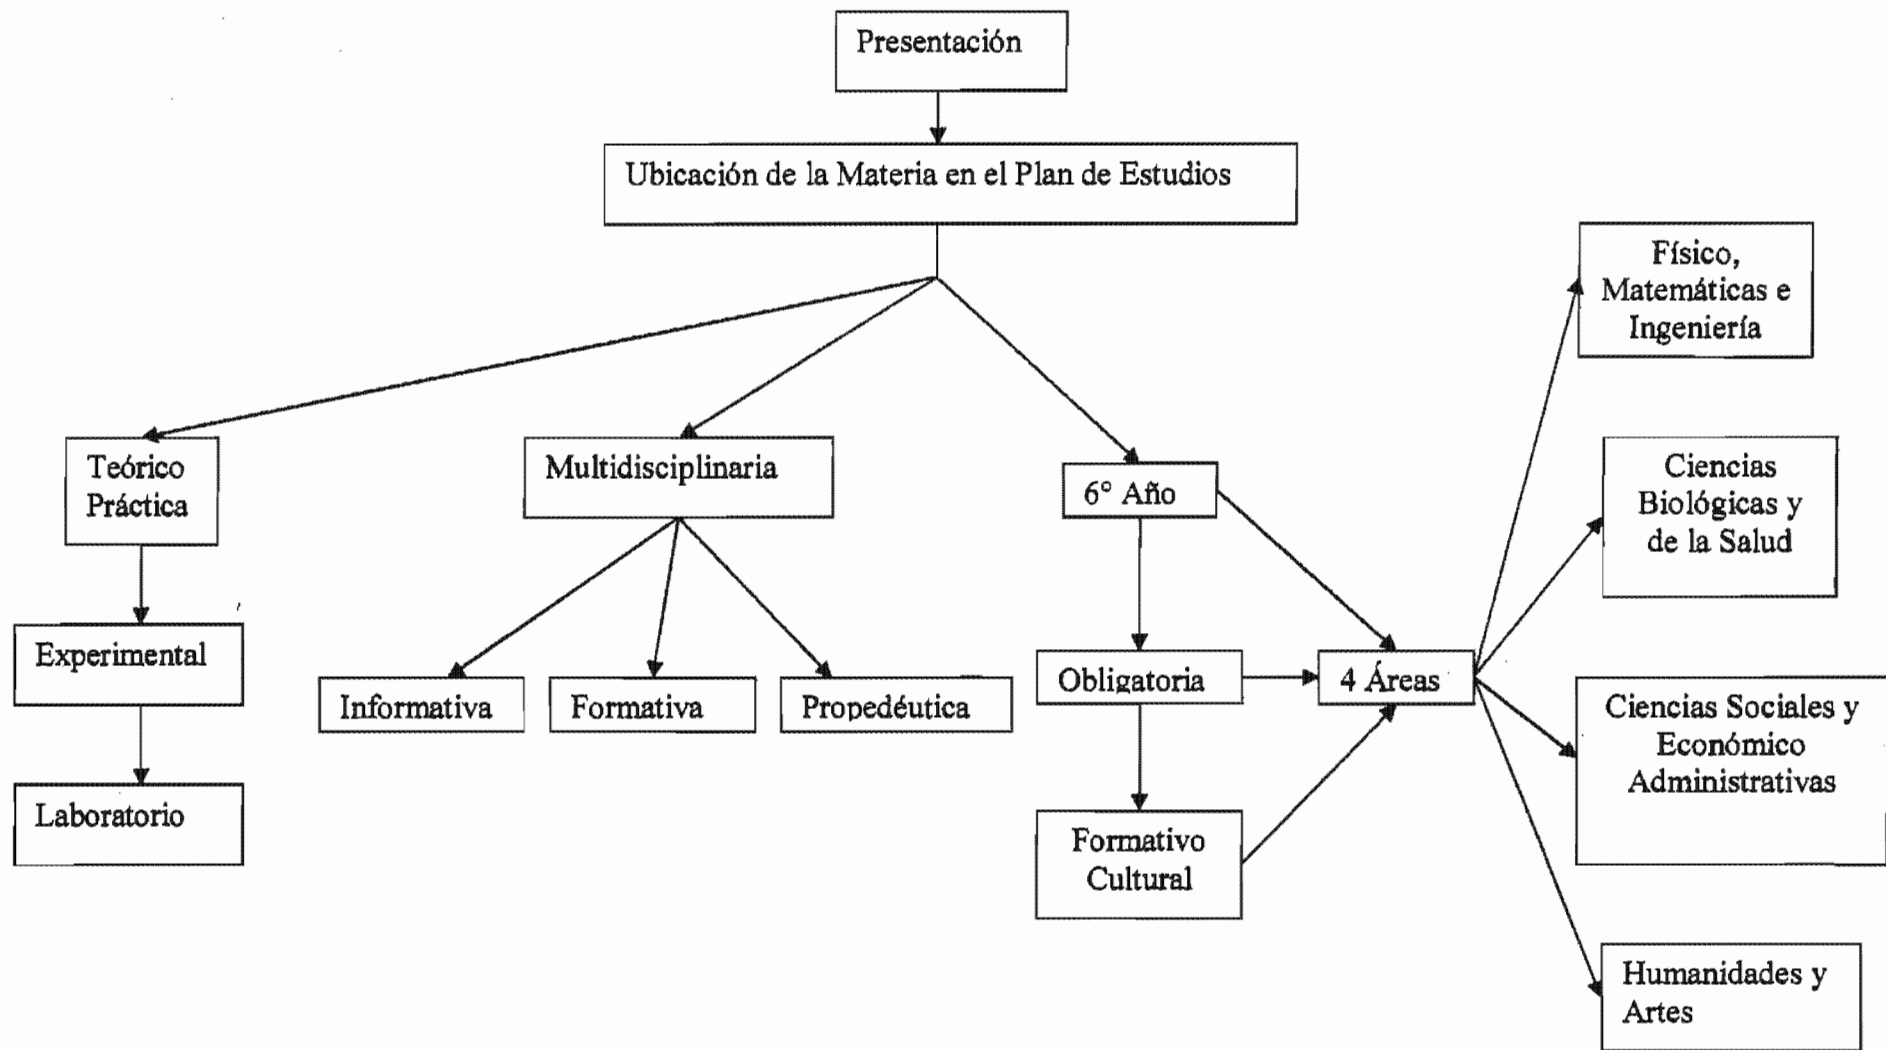 Presentación
Ubicación de la Materia en el Plan de Estudios
Físico,
Matemáticas e
Ingeniería
Teórico
Práctica
Multidisciplinaria
6° Año
Ciencias
Biológicas y
de la Salud
Experimental
Informativa
Formativa
Propedéutica
Obligatoria
4 Áreas
Ciencias Sociales y
Económico
Administrativas
Laboratorio
Formativo
Cultural
Humanidades y
Artes